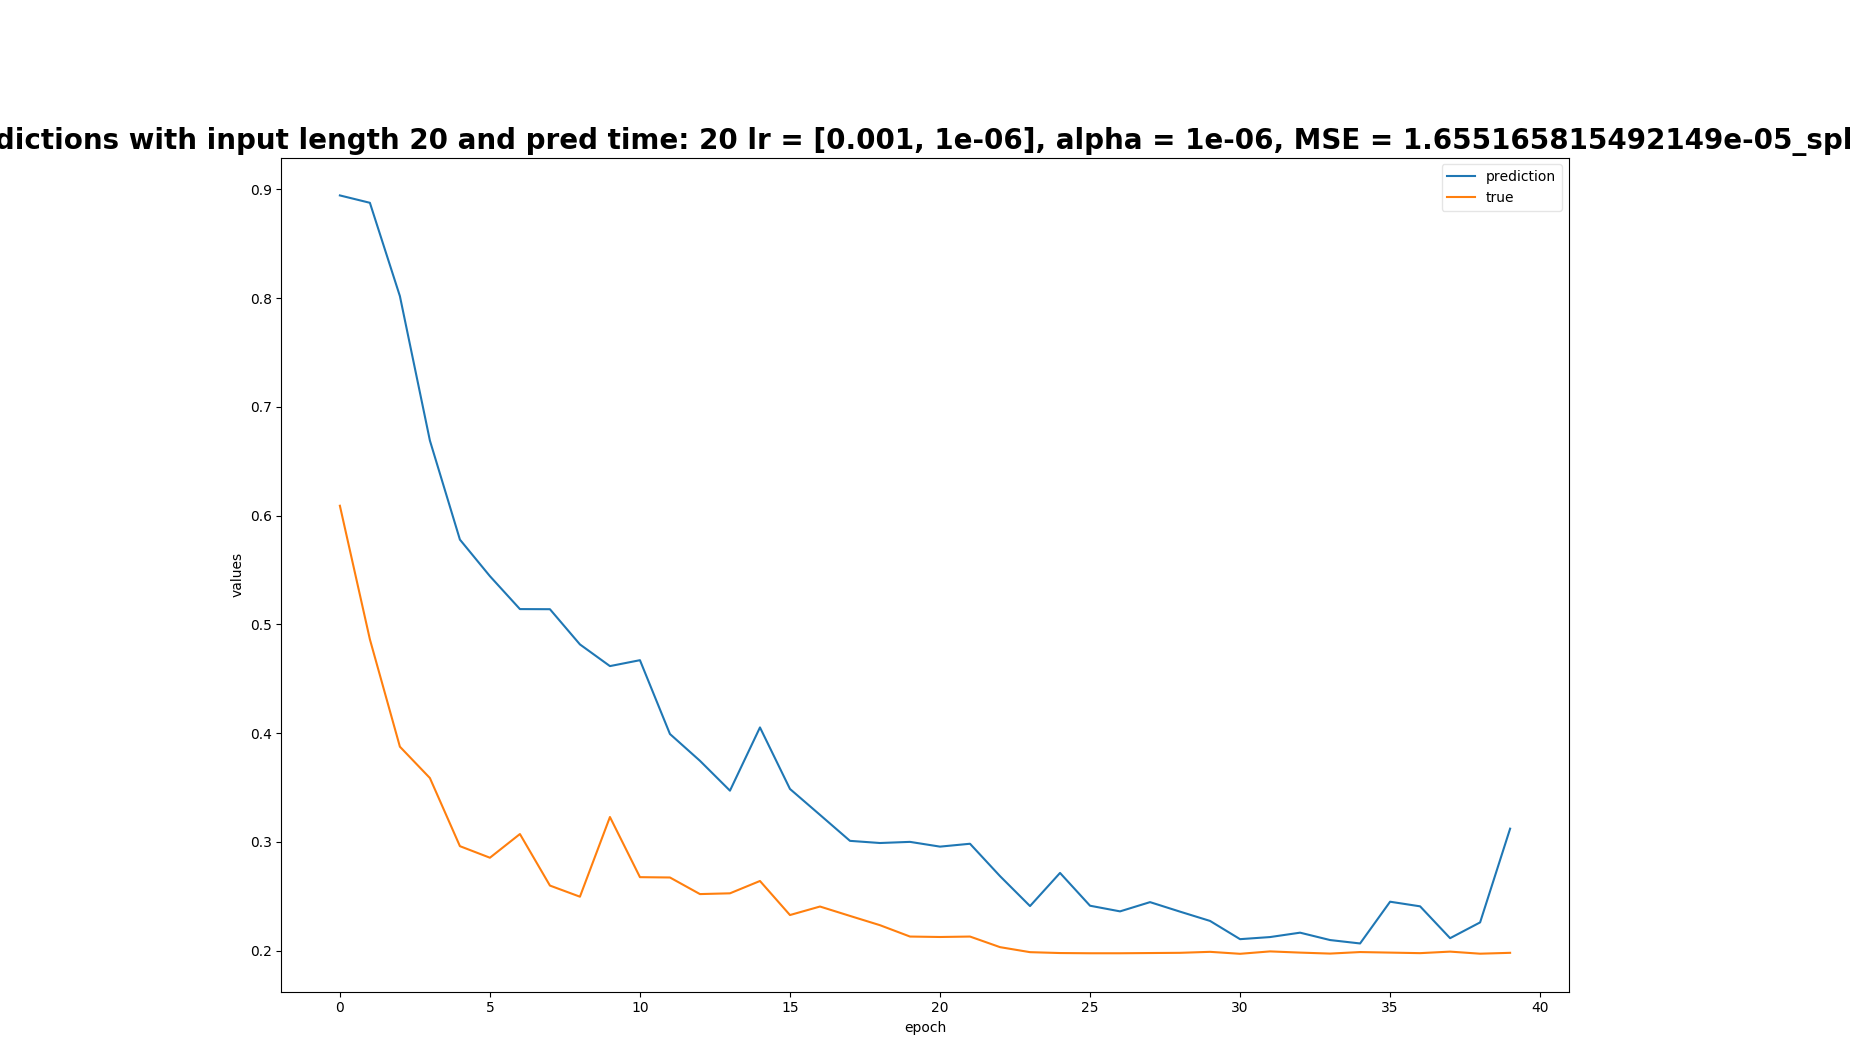 dictions with input length 20 and pred time: 20 lr = [0.001, 1e-06], alpha = 1e-06, MSE = 1.655165815492149e-05_spl
prediction
true
0.9
0.8
0.7
0.6
0.5
0.4
0.3
0.2
values
0 5 10 15 20 25 30 35 40
epoch